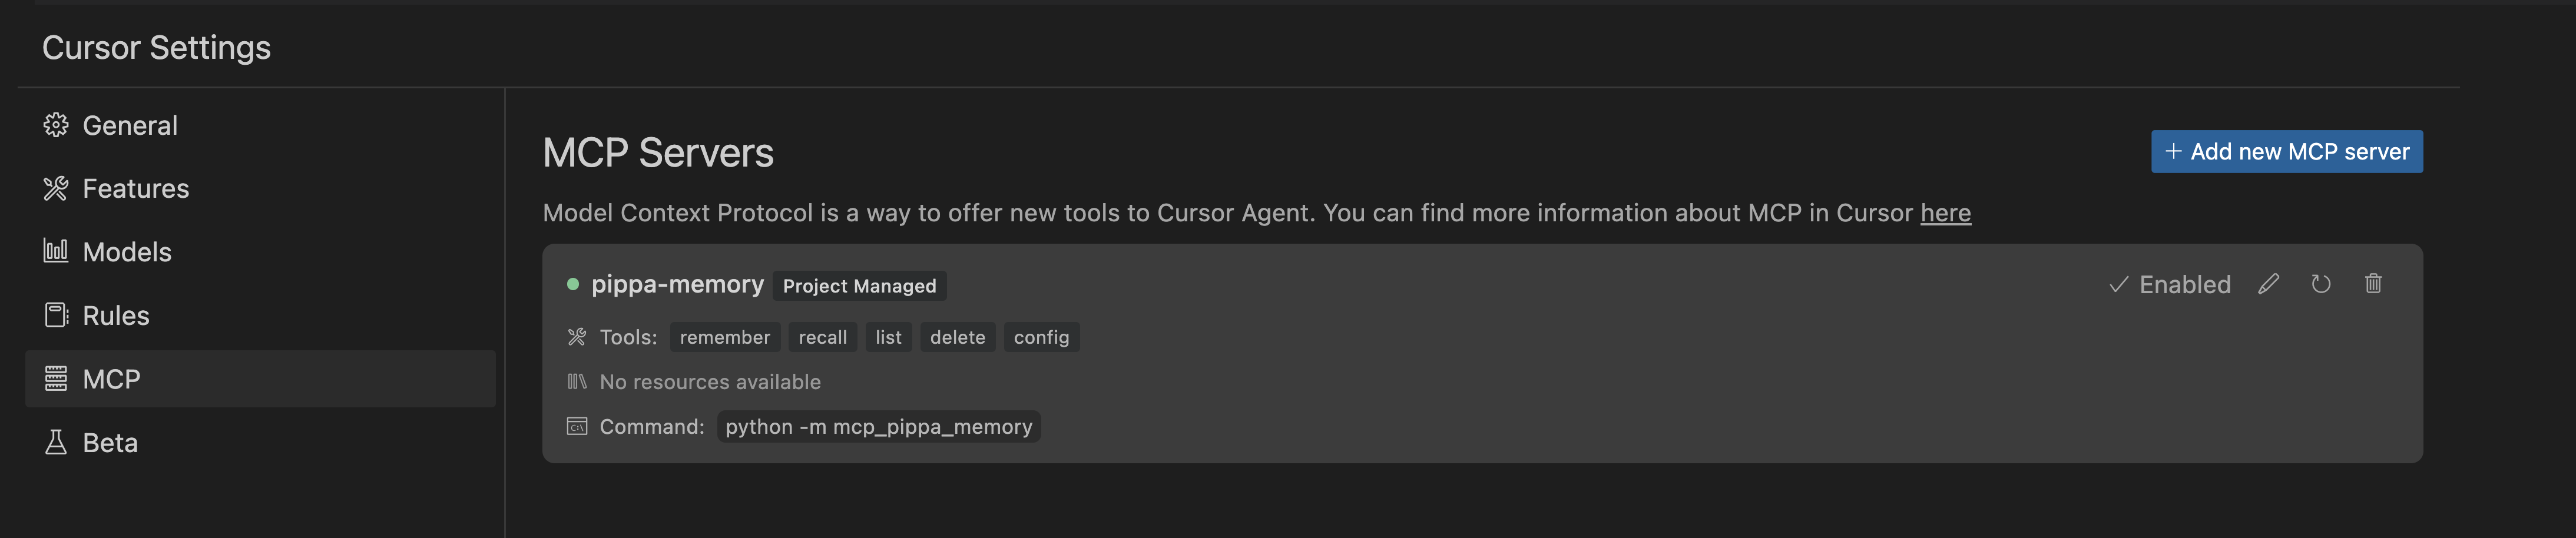 Cursor Settings
General
Features
Models
Rules
MCP
Beta
MCP Servers
+ Add new MCP server
Model Context Protocol is a way to offer new tools to Cursor Agent. You can find more information about MCP in Cursor here
pippa-memory Project Managed
Enabled
Tools: remember recall list delete config
No resources available
Command: python -m mcp_pippa_memory